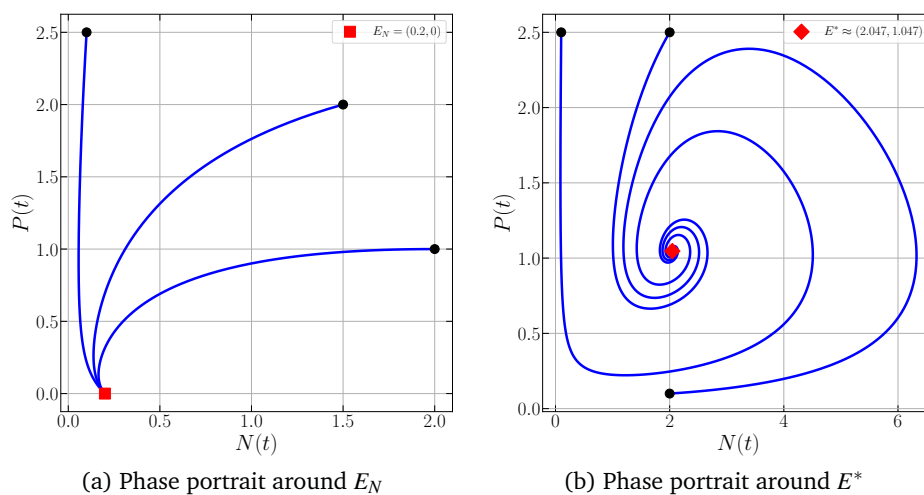 E_N = (0.2, 0)
P(t)
2.5
2.0
1.5
1.0
0.5
0.0
0.0
0.5
1.0
1.5
2.0
N(t)
(a) Phase portrait around E_N
E* ≈ (2.047, 1.047)
P(t)
2.5
2.0
1.5
1.0
0.5
0.0
0
2
4
6
N(t)
(b) Phase portrait around E*